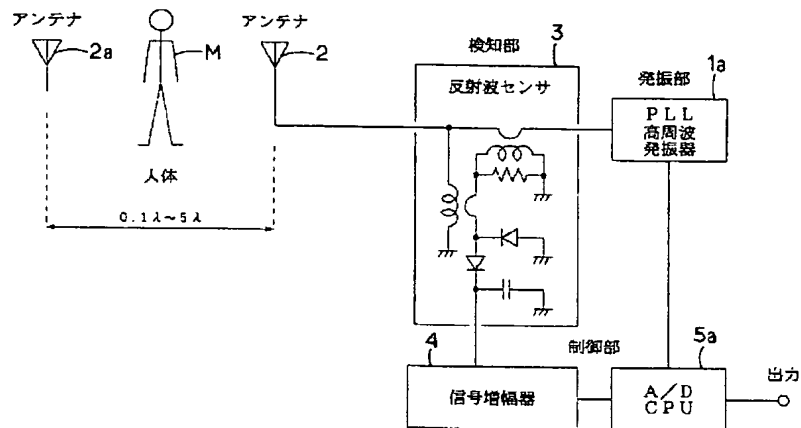 アンテナ
アンテナ
2a
M
2
検知部
3
発振部
1a
反射波センサ
PLL
高周波
発振器
人体
0.1λ～5λ
4
制御部
5a
信号増幅器
A/D
CPU
出力